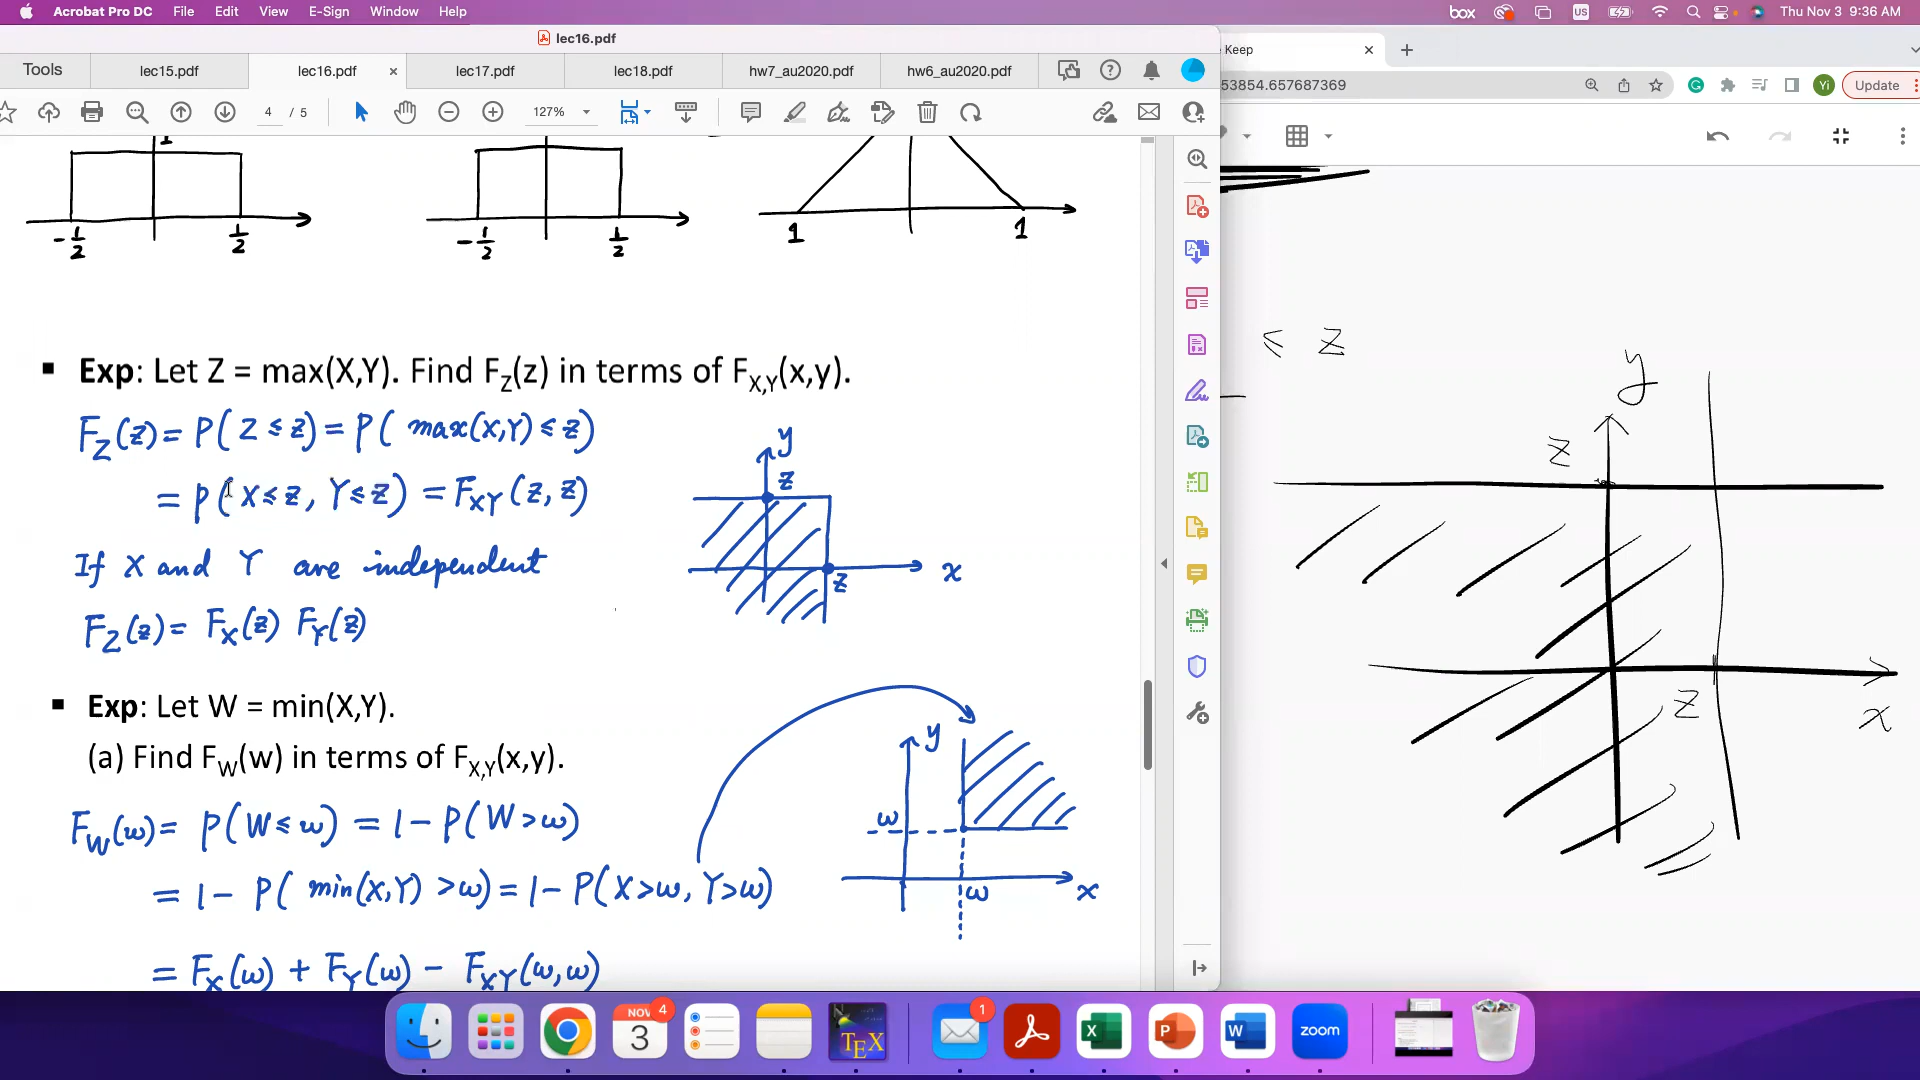 Acrobat Pro DC File Edit View E-Sign Window Help
box US Thu Nov 3 9:36 AM
lec16.pdf
Keep
Tools lec15.pdf lec16.pdf lec17.pdf lec18.pdf hw7_au2020.pdf hw6_au2020.pdf
53854.657687369
Yi Update
4 / 5 127%
1
-1/2 1/2 -1/2 1/2 1 1
▪ Exp: Let Z = max(X,Y). Find F_Z(z) in terms of F_X,Y(x,y).
F_Z(z) = P(Z ≤ z) = P( max(X,Y) ≤ z)
= P( X ≤ z, Y ≤ z) = F_XY(z, z)
If X and Y are independent
F_Z(z) = F_X(z) F_Y(z)
y
z
z
x
▪ Exp: Let W = min(X,Y).
(a) Find F_W(w) in terms of F_X,Y(x,y).
F_W(ω) = P(W ≤ ω) = 1 - P(W > ω)
= 1 - P( min(X,Y) > ω) = 1 - P(X > ω, Y > ω)
= F_X(ω) + F_Y(ω) - F_XY(ω,ω)
y
ω
ω
x
≤ z
y
z
z
x
NOV 4
3
TEX
1
X P W zoom